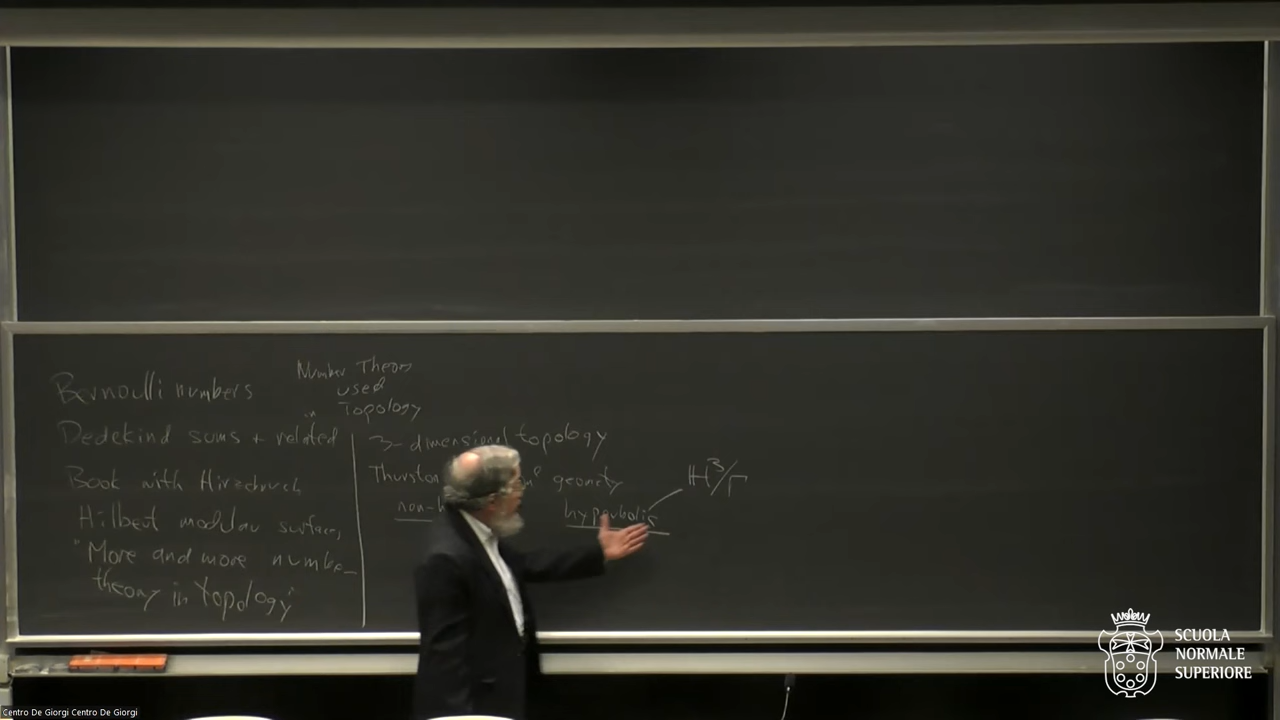 Bernoulli numbers
Dedekind sums + related
Book with Hirzebruch
Hilbert modular surfaces
"More and more number
theory in topology"
Number Theory
used
in
Topology
3-dimensional topology
Thurston geometry
non-h
hyperbolic
ℍ³/Γ
SCUOLA
NORMALE
SUPERIORE
Centro De Giorgi Centro De Giorgi